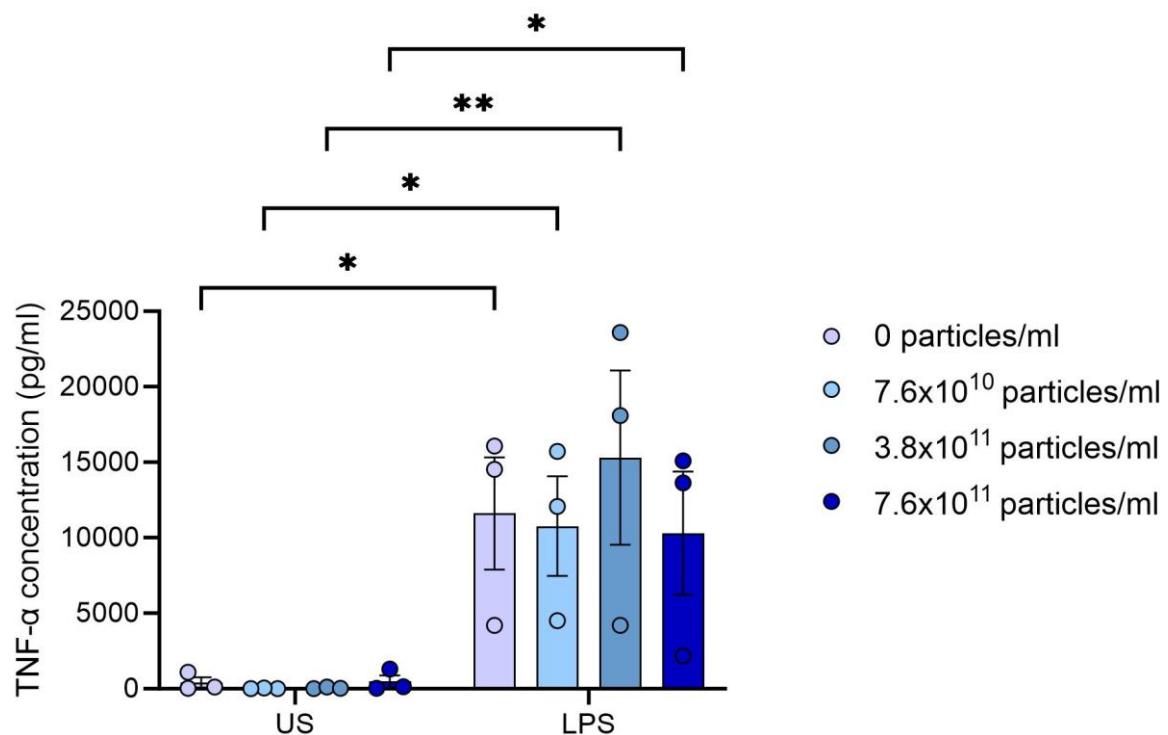 *
**
*
*
TNF-α concentration (pg/ml)
25000
20000
15000
10000
5000
0
US
LPS
0 particles/ml
7.6x10¹⁰ particles/ml
3.8x10¹¹ particles/ml
7.6x10¹¹ particles/ml